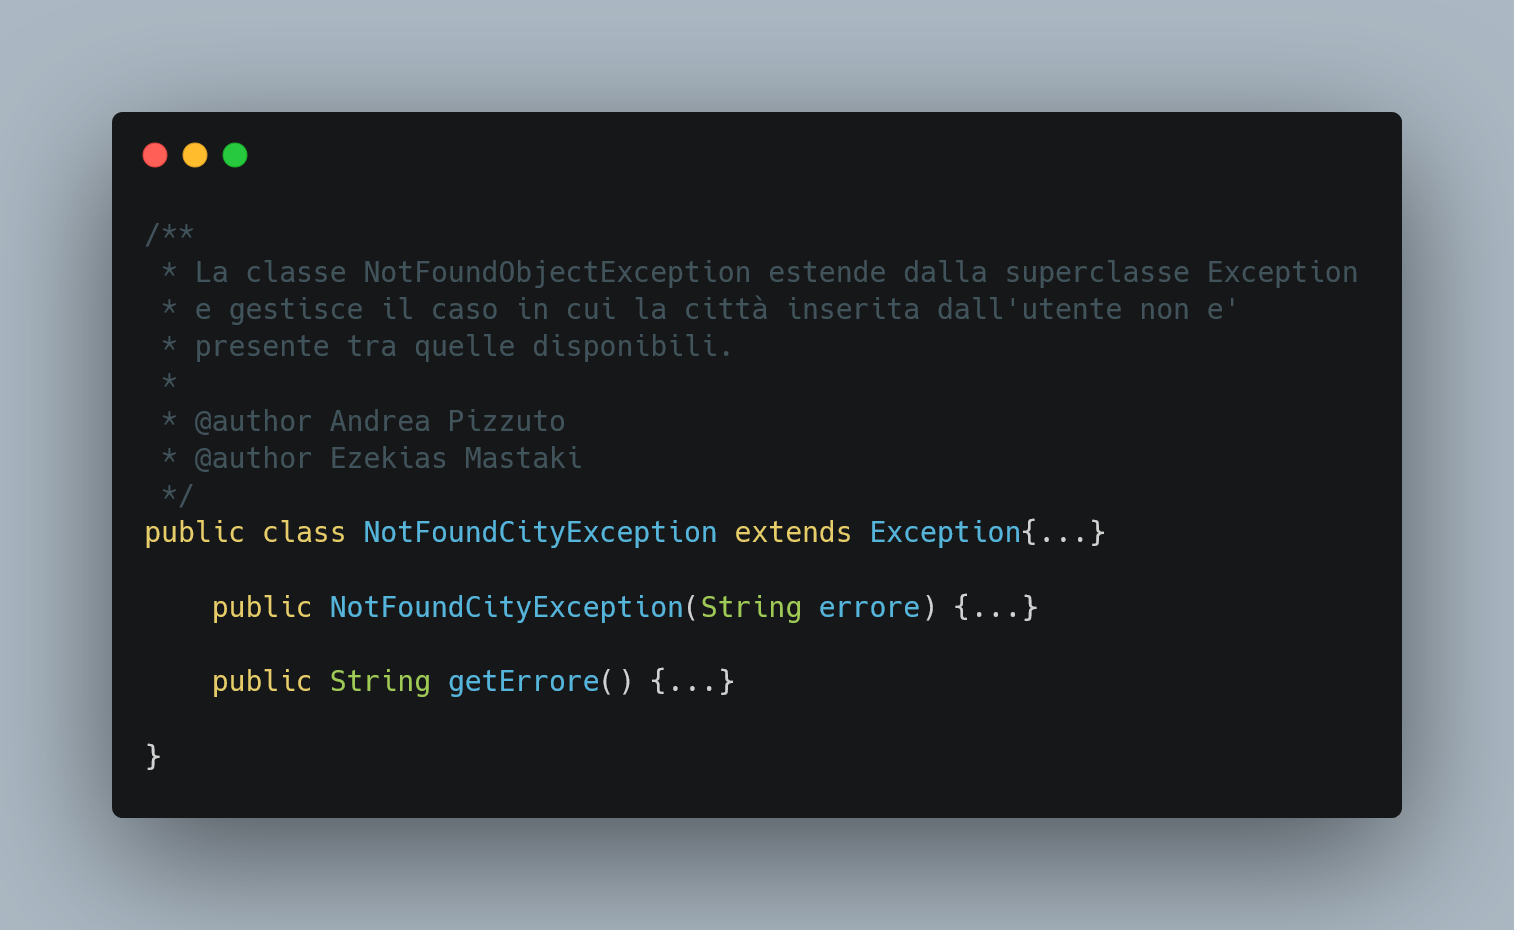 /**
 * La classe NotFoundObjectException estende dalla superclasse Exception
 * e gestisce il caso in cui la città inserita dall'utente non e'
 * presente tra quelle disponibili.
 *
 * @author Andrea Pizzuto
 * @author Ezekias Mastaki
 */
public class NotFoundCityException extends Exception{...}
    public NotFoundCityException(String errore) {...}
    public String getErrore() {...}
}